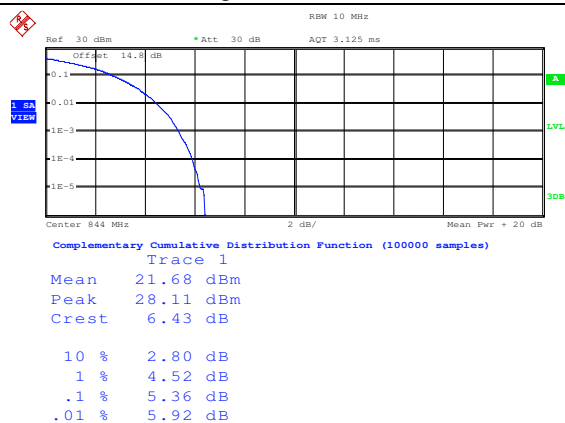 R S
RBW 10 MHz
Ref 30 dBm *Att 30 dB AQT 3.125 ms
Offset 14.8 dB
0.1
A
0.01
1 SA
VIEW
1E-3
LVL
1E-4
1E-5
3DB
Center 844 MHz 2 dB/ Mean Pwr + 20 dB
Complementary Cumulative Distribution Function (100000 samples)
Trace 1
Mean 21.68 dBm
Peak 28.11 dBm
Crest 6.43 dB
10 % 2.80 dB
1 % 4.52 dB
.1 % 5.36 dB
.01 % 5.92 dB